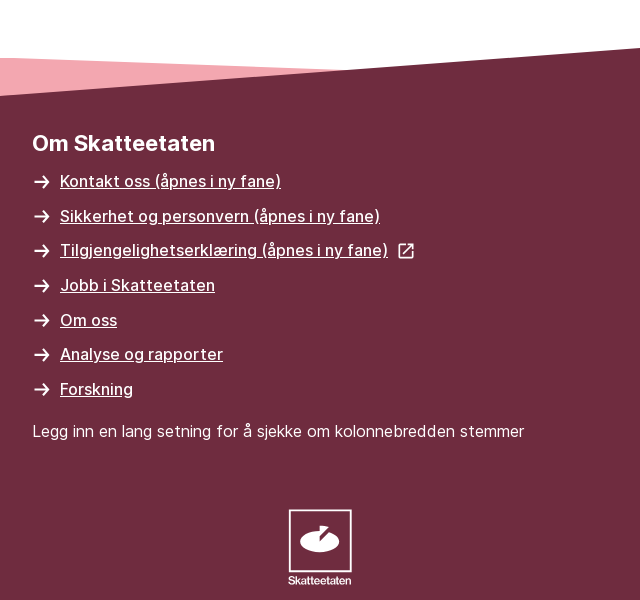 Om Skatteetaten
Kontakt oss (åpnes i ny fane)
Sikkerhet og personvern (åpnes i ny fane)
Tilgjengelighetserklæring (åpnes i ny fane)
Jobb i Skatteetaten
Om oss
Analyse og rapporter
Forskning
Legg inn en lang setning for å sjekke om kolonnebredden stemmer
Skatteetaten